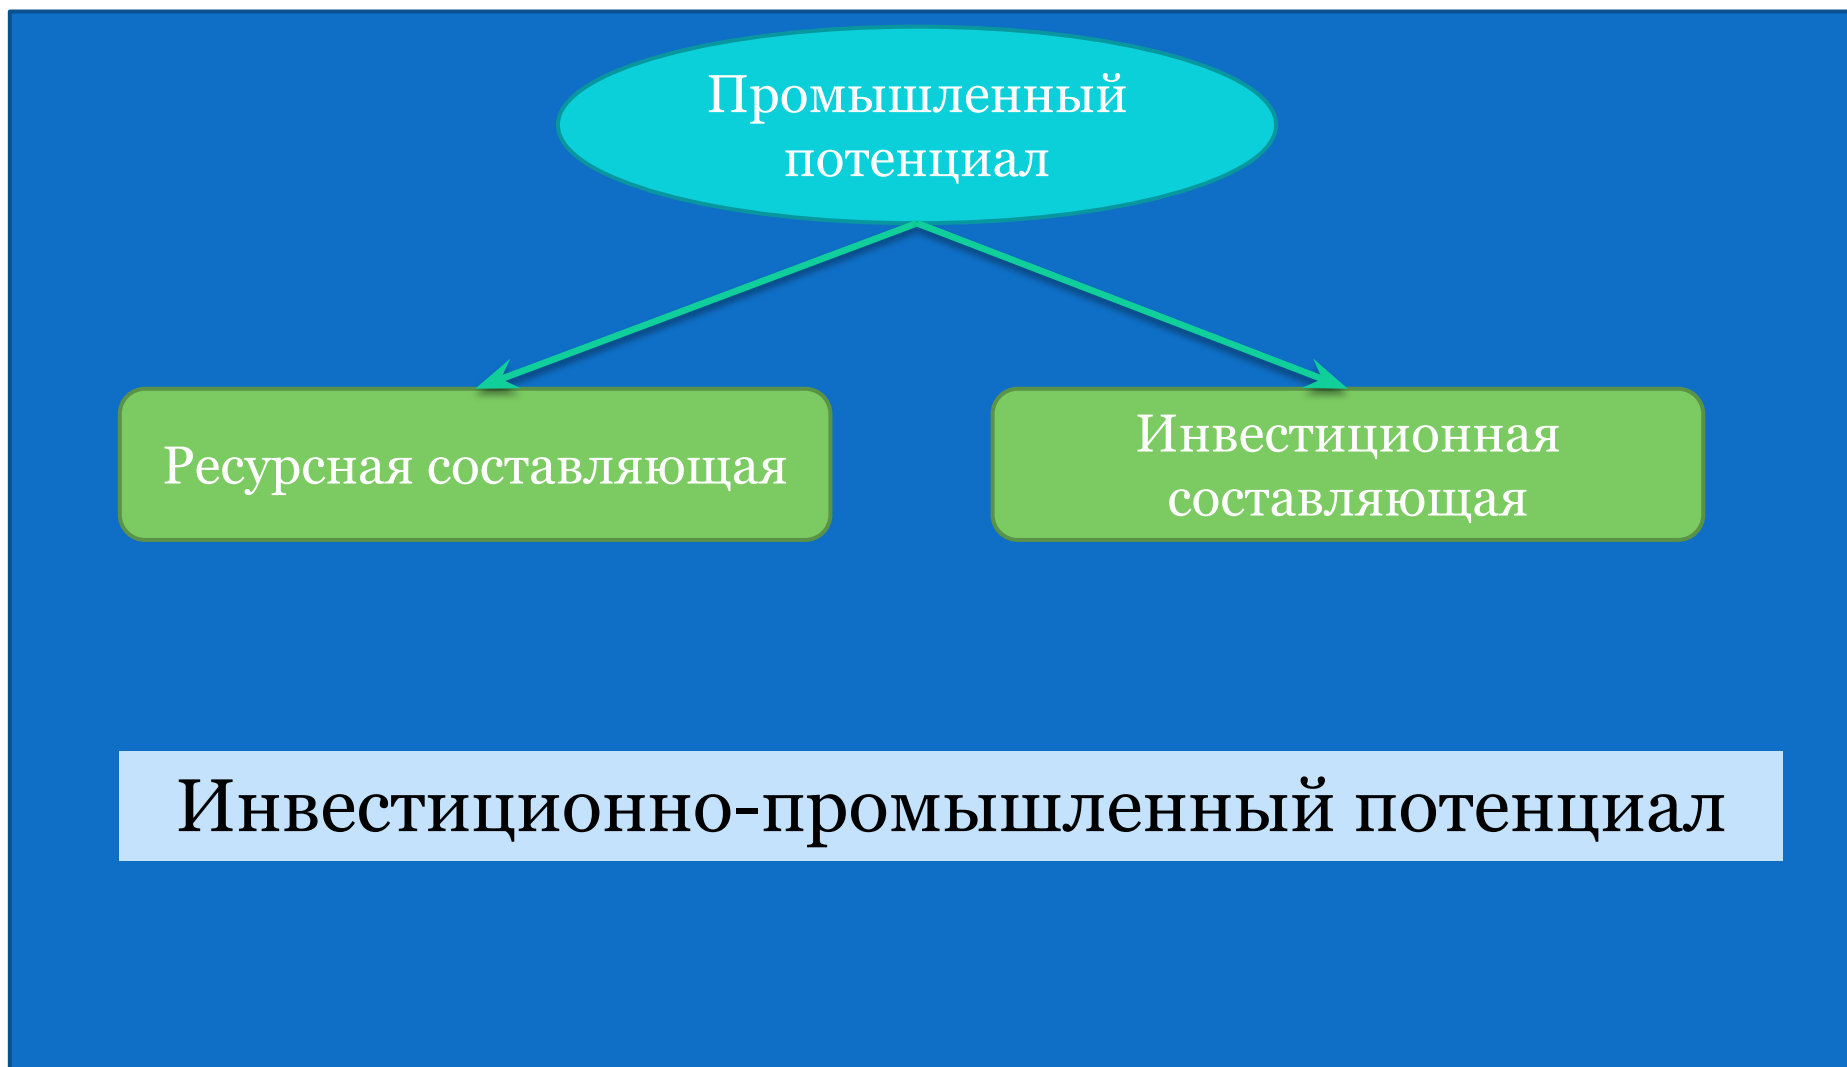 Промышленный
потенциал
Ресурсная составляющая
Инвестиционная
составляющая
Инвестиционно-промышленный потенциал